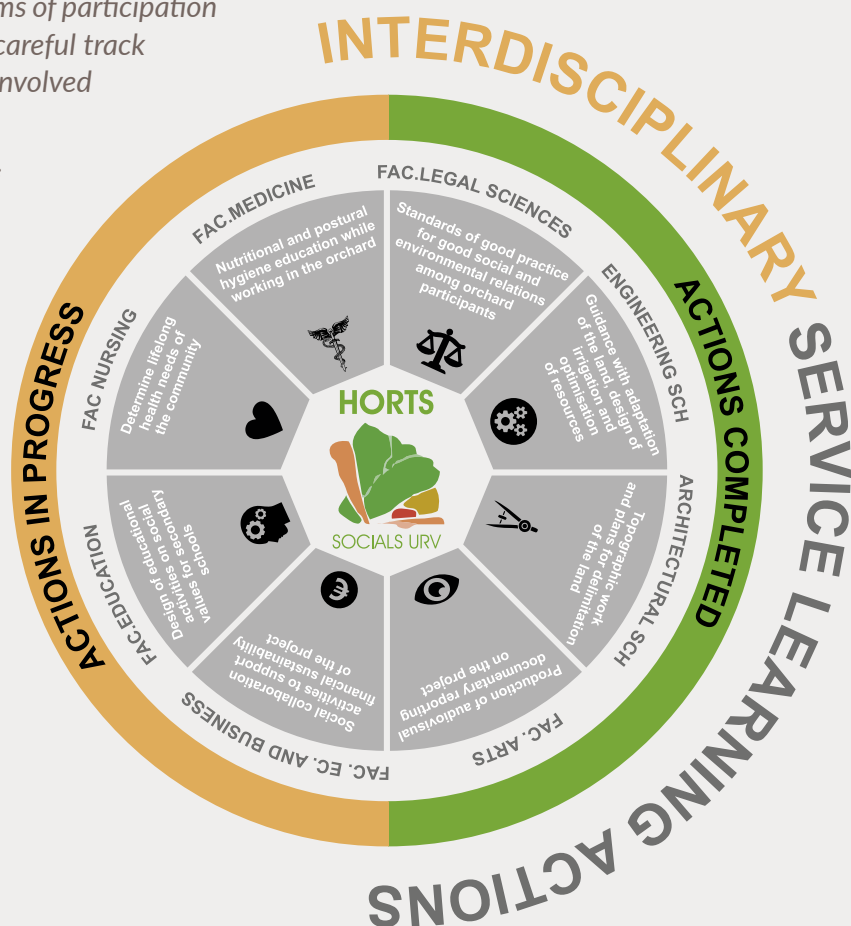 ms of participation
careful track
nvolved
INTERDISCIPLINARY SERVICE LEARNING ACTIONS
ACTIONS COMPLETED
ACTIONS IN PROGRESS
FAC.LEGAL SCIENCES
Standards of good practice
for good social and
environmental relations
among orchard
participants
ENGINEERING SCH
Guidance with adaptation
of the land, design of
irrigation and
optimisation
of resources
ARCHITECTURAL SCH
Topographic work
and plans for delimitation
of the land
FAC. ARTS
Production of audiovisual
documentary reporting
on the project
FAC. EC. AND BUSINESS
Social collaboration
activities to support
financial sustainability
of the project
FAC.EDUCATION
Design of educational
activities on social
values for secondary
schools
FAC NURSING
Determine lifelong
health needs of
the community
FAC.MEDICINE
Nutritional and postural
hygiene education while
working in the orchard
HORTS
SOCIALS URV